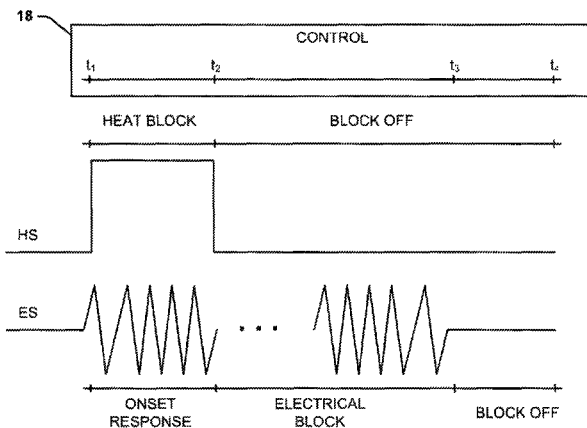 18
CONTROL
t1 t2 t3 t4
HEAT BLOCK BLOCK OFF
HS
ES
ONSET RESPONSE ELECTRICAL BLOCK BLOCK OFF